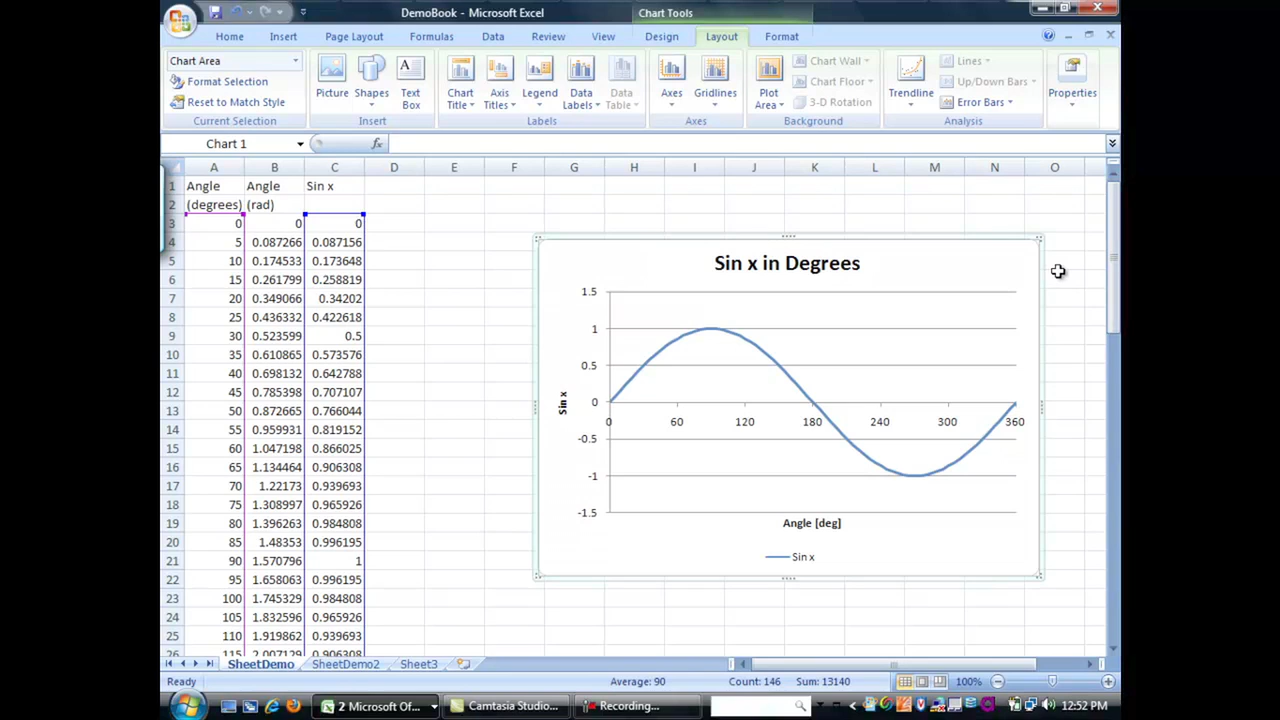 DemoBook - Microsoft Excel
Chart Tools
Home Insert Page Layout Formulas Data Review View Design Layout Format
Chart Area
Format Selection
Reset to Match Style
Current Selection
Picture Shapes Text Box
Insert
Chart Title Axis Titles Legend Data Labels Data Table
Labels
Axes Gridlines
Axes
Plot Area
Chart Wall
Chart Floor
3-D Rotation
Background
Trendline
Lines
Up/Down Bars
Error Bars
Analysis
Properties
Chart 1 fx
A B C D E F G H I J K L M N O
1 Angle Angle Sin x
2 (degrees) (rad)
3 0 0 0
4 5 0.087266 0.087156
5 10 0.174533 0.173648
6 15 0.261799 0.258819
7 20 0.349066 0.34202
8 25 0.436332 0.422618
9 30 0.523599 0.5
10 35 0.610865 0.573576
11 40 0.698132 0.642788
12 45 0.785398 0.707107
13 50 0.872665 0.766044
14 55 0.959931 0.819152
15 60 1.047198 0.866025
16 65 1.134464 0.906308
17 70 1.22173 0.939693
18 75 1.308997 0.965926
19 80 1.396263 0.984808
20 85 1.48353 0.996195
21 90 1.570796 1
22 95 1.658063 0.996195
23 100 1.745329 0.984808
24 105 1.832596 0.965926
25 110 1.919862 0.939693
26 115 2.007129 0.906308
Sin x in Degrees
1.5
1
0.5
0
-0.5
-1
-1.5
Sin x
0 60 120 180 240 300 360
Angle [deg]
Sin x
SheetDemo SheetDemo2 Sheet3
Ready Average: 90 Count: 146 Sum: 13140 100%
2 Microsoft Of... Camtasia Studio... Recording... 12:52 PM